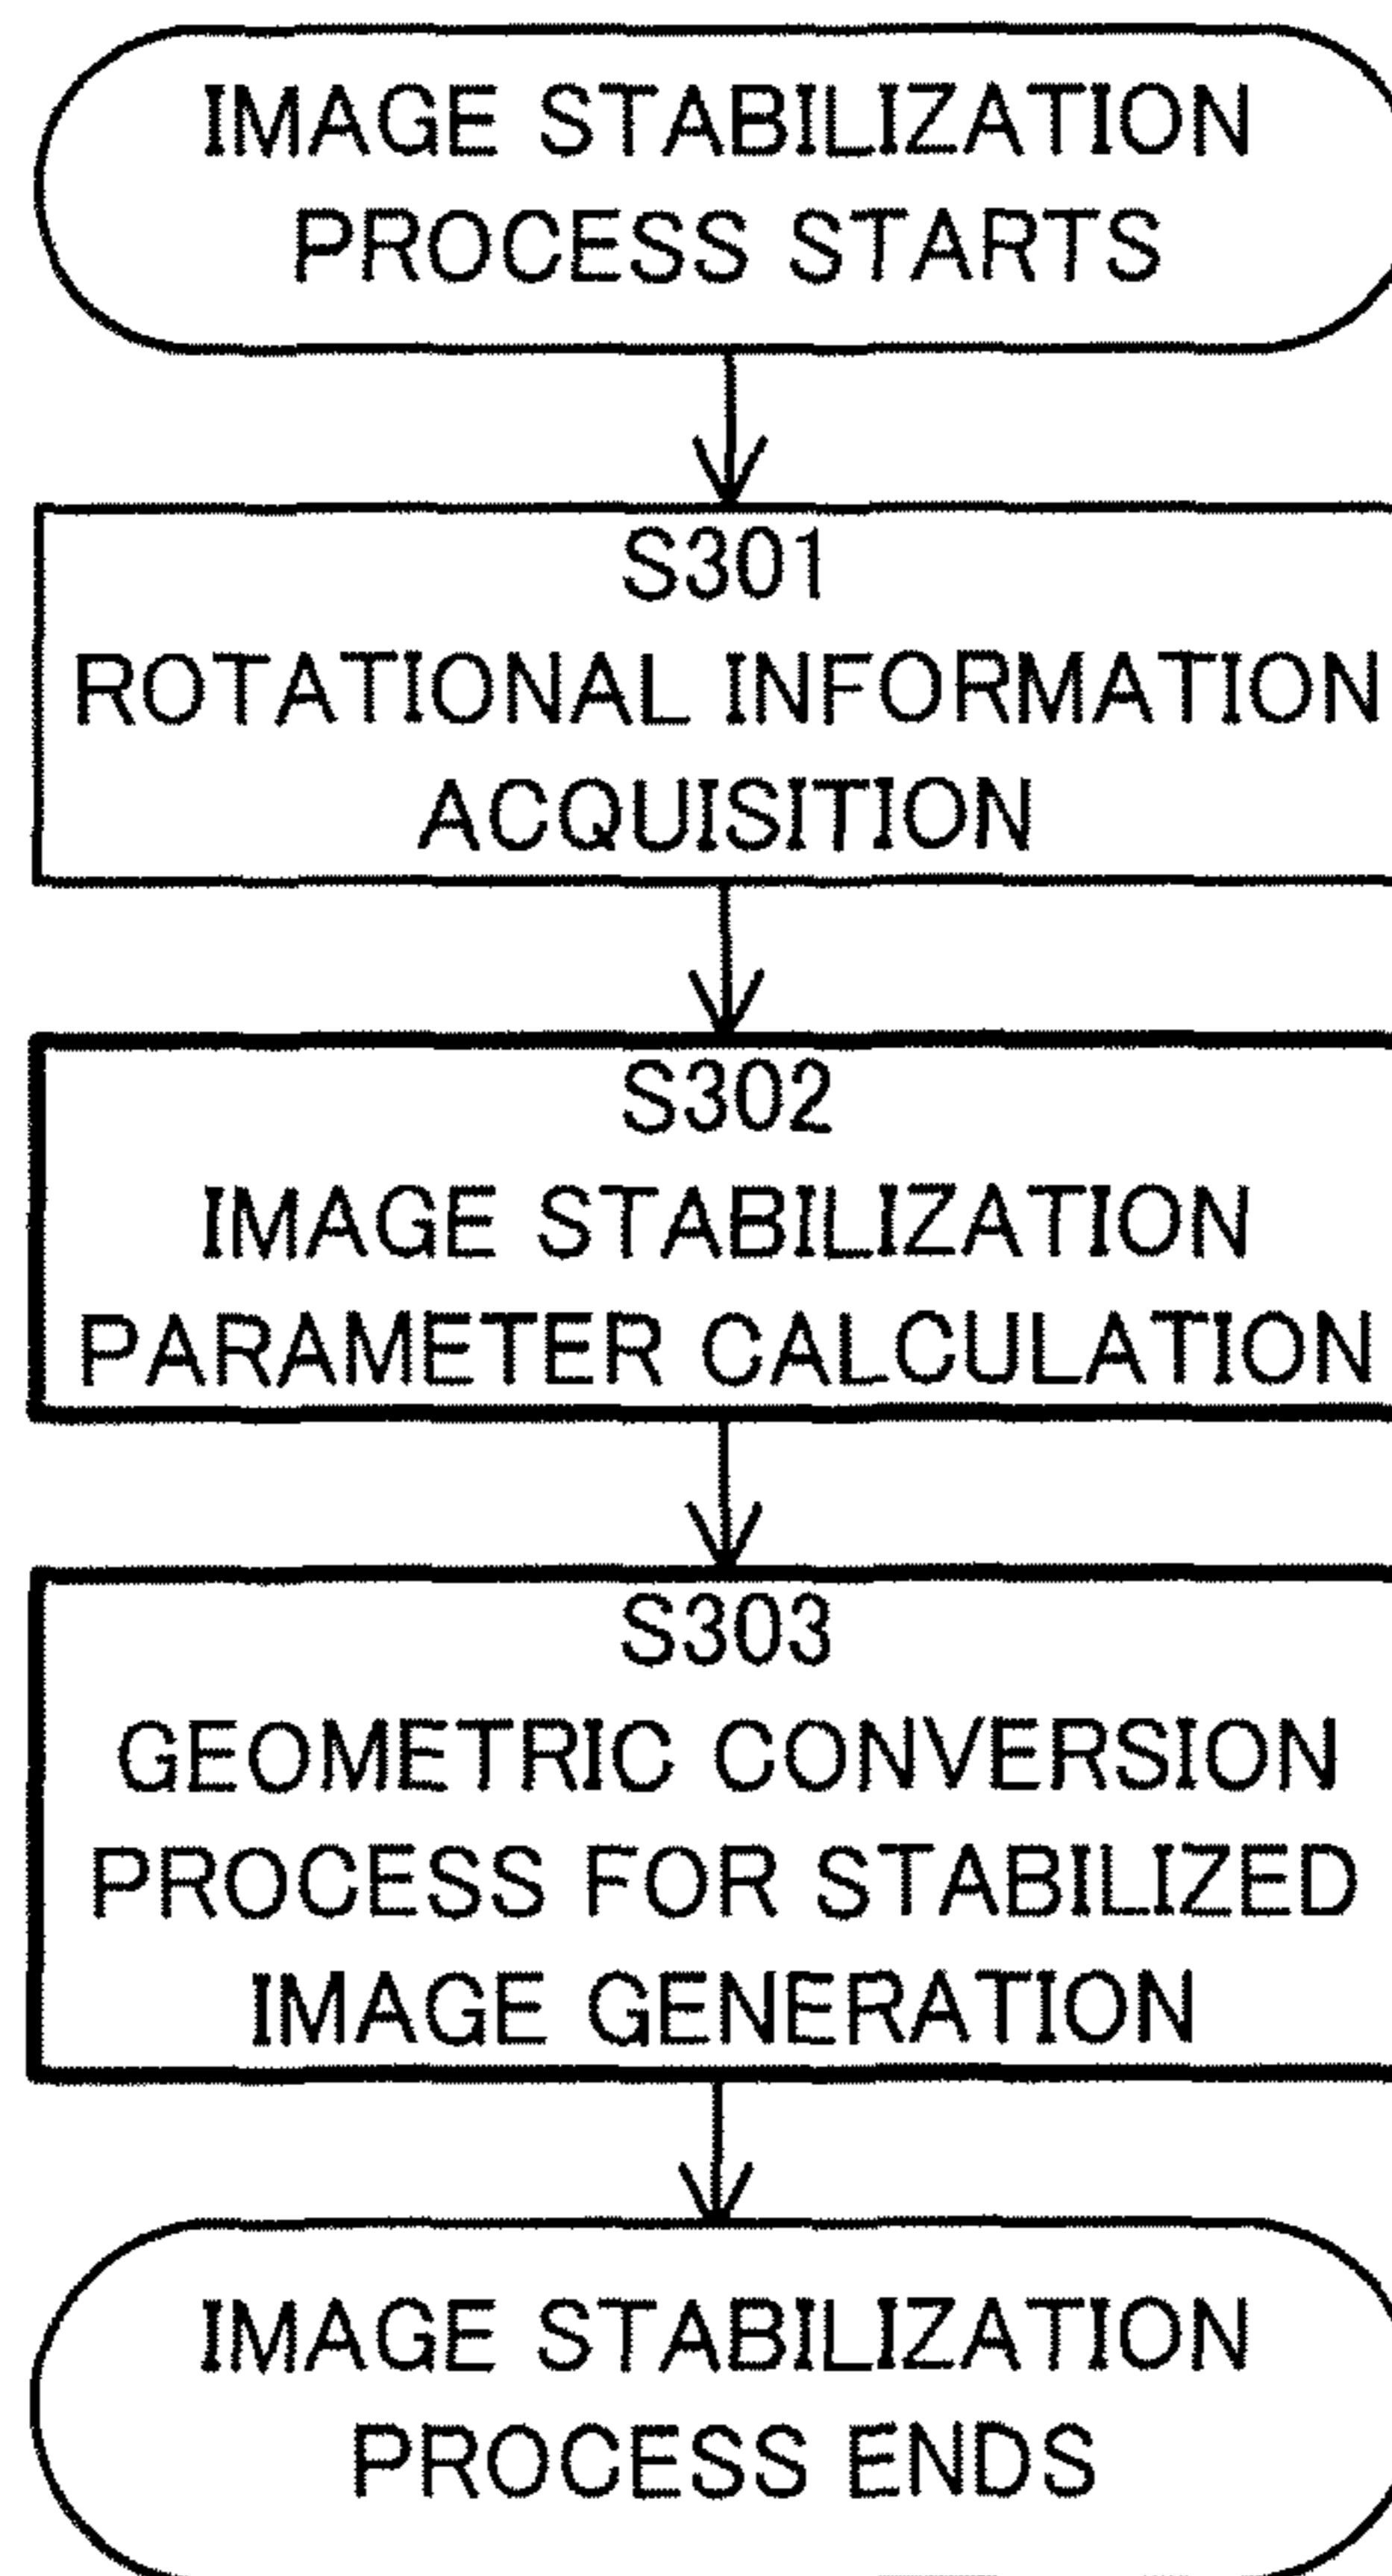 IMAGE STABILIZATION
PROCESS STARTS
S301
ROTATIONAL INFORMATION
ACQUISITION
S302
IMAGE STABILIZATION
PARAMETER CALCULATION
S303
GEOMETRIC CONVERSION
PROCESS FOR STABILIZED
IMAGE GENERATION
IMAGE STABILIZATION
PROCESS ENDS